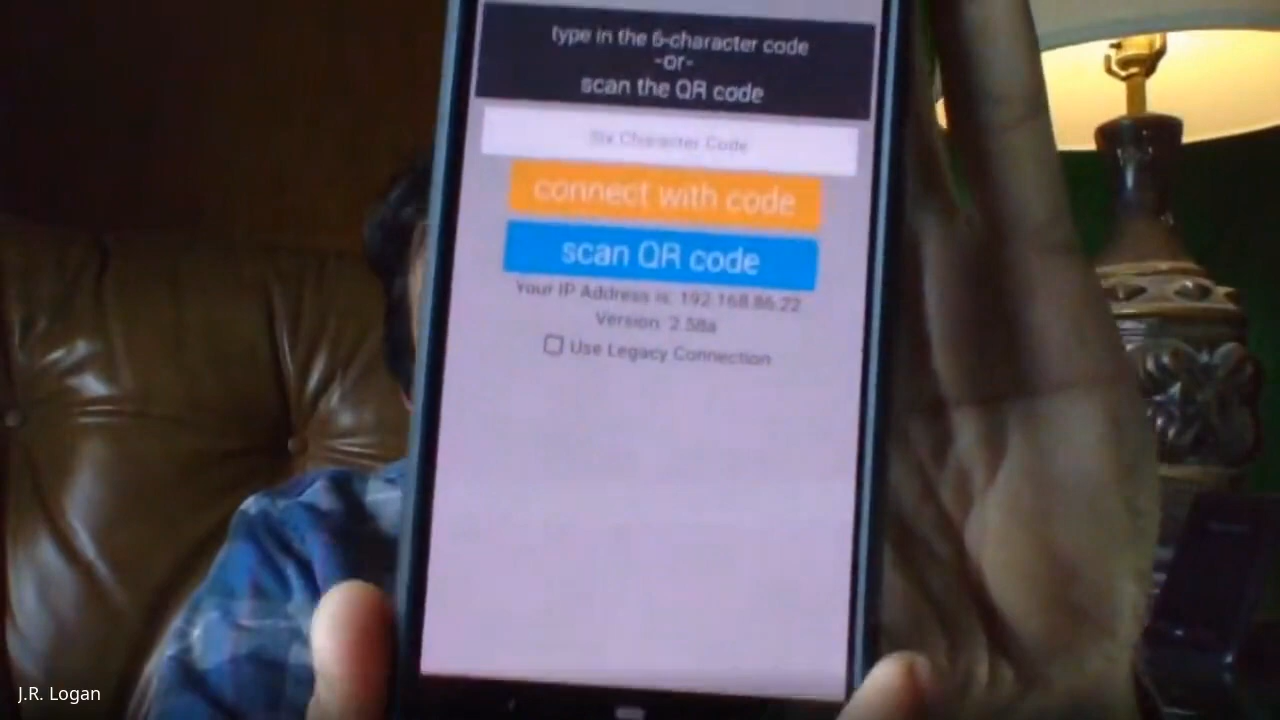 type in the 6-character code
-or-
scan the QR code
Six Character Code
connect with code
scan QR code
Your IP Address is: 192.168.86.22
Version: 2.58a
Use Legacy Connection
J.R. Logan